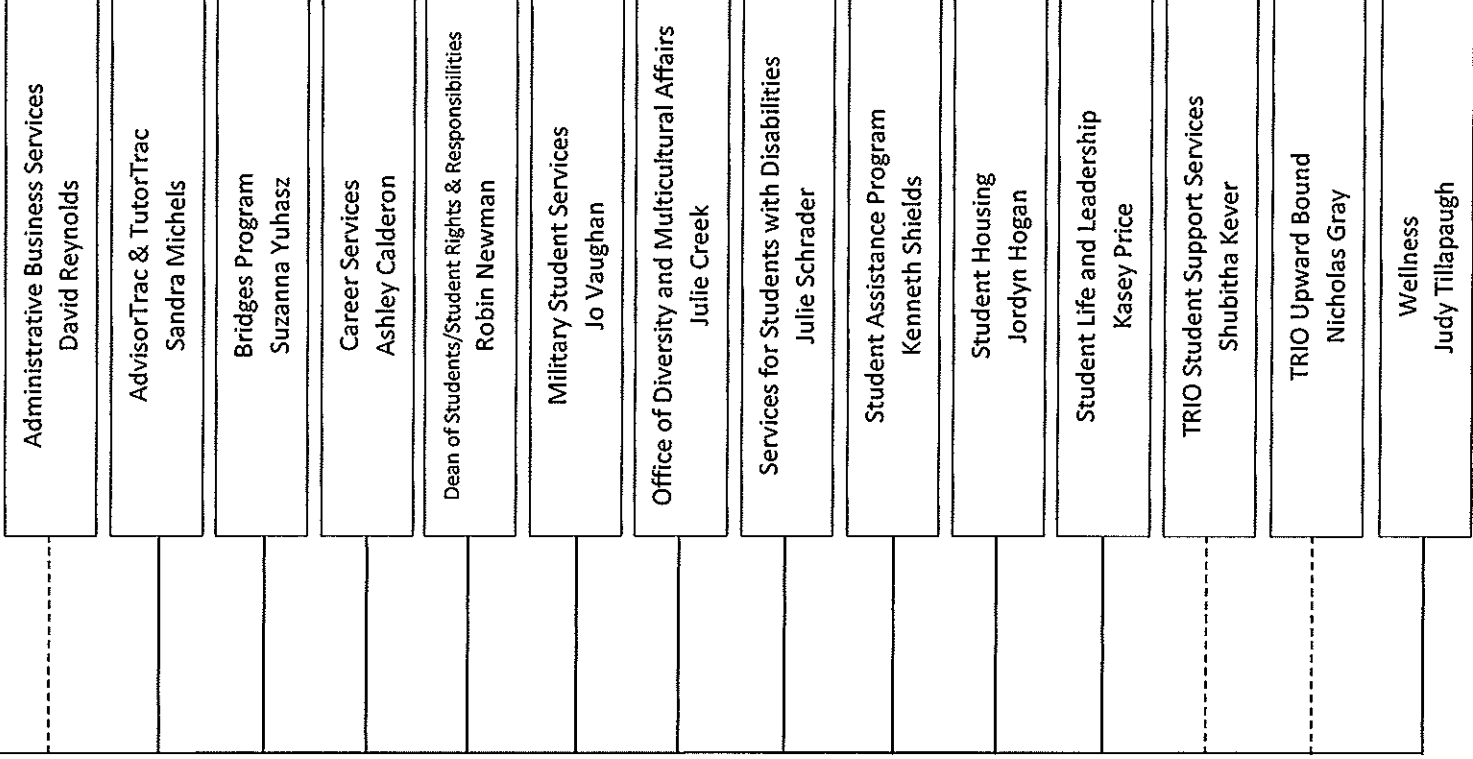 Administrative Business Services
David Reynolds
AdvisorTrac & TutorTrac
Sandra Michels
Bridges Program
Suzanna Yuhasz
Career Services
Ashley Calderon
Dean of Students/Student Rights & Responsibilities
Robin Newman
Military Student Services
Jo Vaughan
Office of Diversity and Multicultural Affairs
Julie Creek
Services for Students with Disabilities
Julie Schrader
Student Assistance Program
Kenneth Shields
Student Housing
Jordyn Hogan
Student Life and Leadership
Kasey Price
TRIO Student Support Services
Shubitha Kever
TRIO Upward Bound
Nicholas Gray
Wellness
Judy Tillapaugh